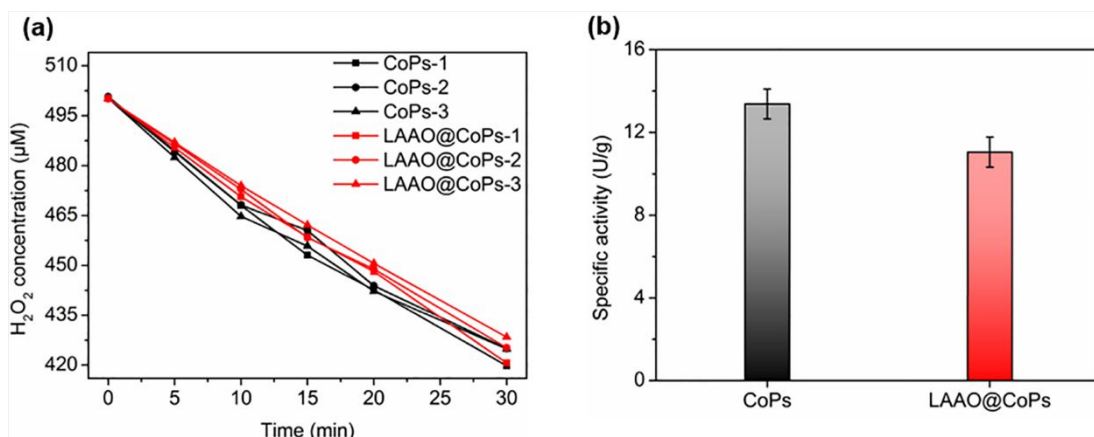 (a)
H₂O₂ concentration (µM)
510
495
480
465
450
435
420
CoPs-1
CoPs-2
CoPs-3
LAAO@CoPs-1
LAAO@CoPs-2
LAAO@CoPs-3
0 5 10 15 20 25 30
Time (min)
(b)
Specific activity (U/g)
16
12
8
4
0
CoPs LAAO@CoPs